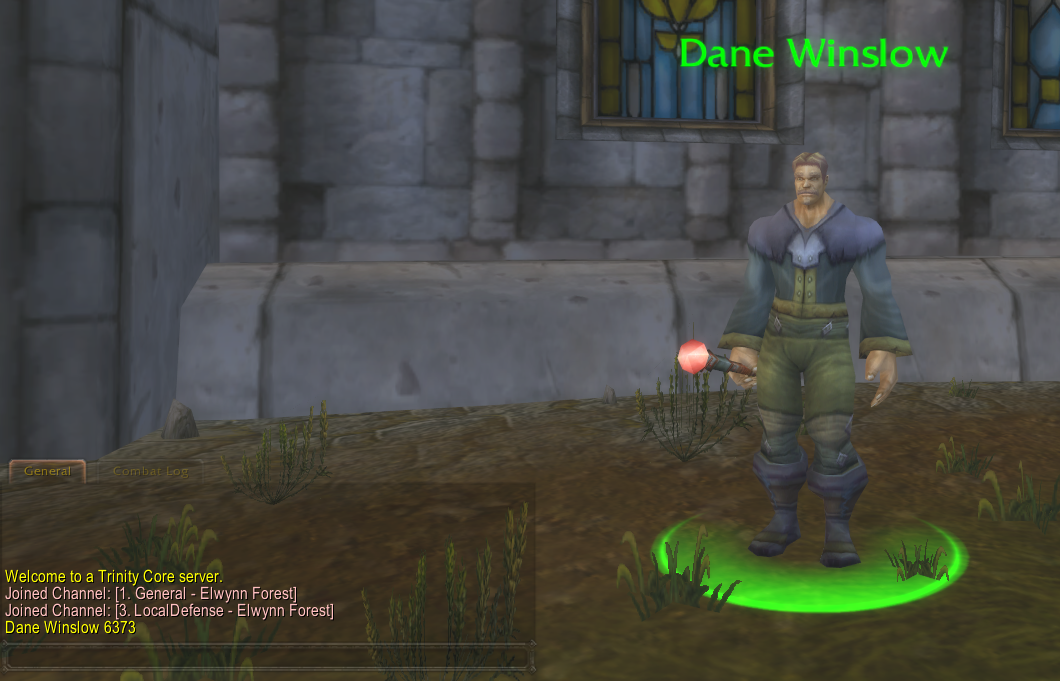 Dane Winslow
General
Combat Log
Welcome to a Trinity Core server.
Joined Channel: [1. General - Elwynn Forest]
Joined Channel: [3. LocalDefense - Elwynn Forest]
Dane Winslow 6373